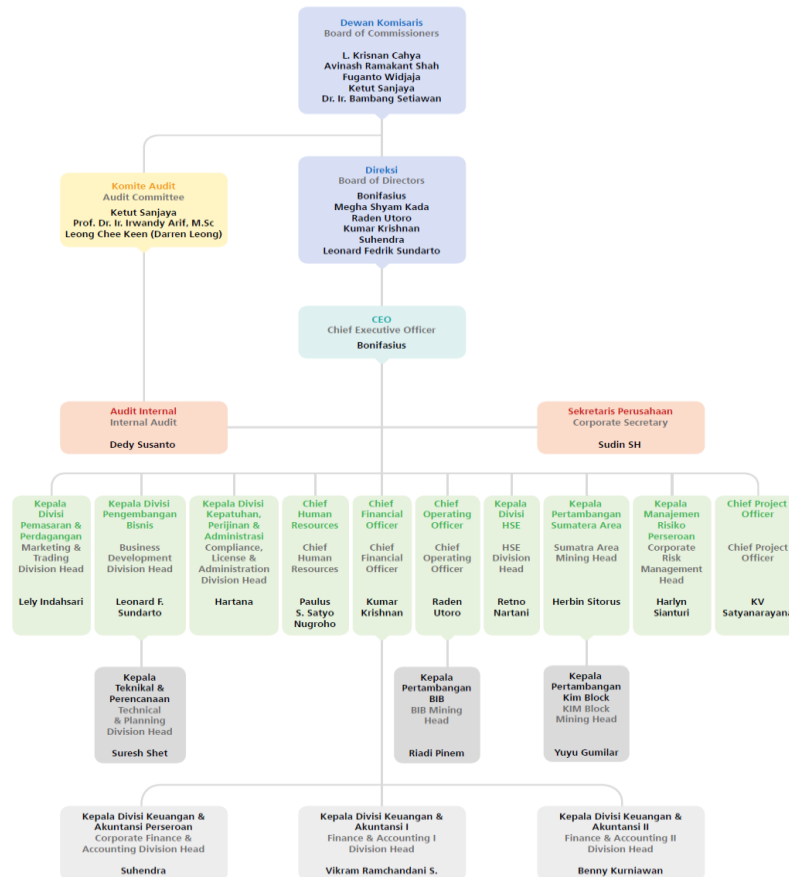 Dewan Komisaris
Board of Commissioners
L. Krisnan Cahya
Avinash Ramakant Shah
Fuganto Widjaja
Ketut Sanjaya
Dr. Ir. Bambang Setiawan
Komite Audit
Audit Committee
Ketut Sanjaya
Prof. Dr. Ir. Irwandy Arif, M.Sc
Leong Chee Keen (Darren Leong)
Direksi
Board of Directors
Bonifasius
Megha Shyam Kada
Raden Utoro
Kumar Krishnan
Suhendra
Leonard Fedrik Sundarto
CEO
Chief Executive Officer
Bonifasius
Audit Internal
Internal Audit
Dedy Susanto
Sekretaris Perusahaan
Corporate Secretary
Sudin SH
Kepala
Divisi
Pemasaran &
Perdagangan
Marketing &
Trading
Division Head
Lely Indahsari
Kepala Divisi
Pengembangan
Bisnis
Business
Development
Division Head
Leonard F.
Sundarto
Kepala Divisi
Kepatuhan,
Perijinan &
Administrasi
Compliance,
License &
Administration
Division Head
Hartana
Chief
Human
Resources
Chief
Human
Resources
Paulus
S. Satyo
Nugroho
Chief
Financial
Officer
Chief
Financial
Officer
Kumar
Krishnan
Chief
Operating
Officer
Chief
Operating
Officer
Raden
Utoro
Kepala
Divisi
HSE
HSE
Division
Head
Retno
Nartani
Kepala
Pertambangan
Sumatera Area
Sumatra Area
Mining Head
Herbin Sitorus
Kepala
Manajemen
Risiko
Perseroan
Corporate
Risk
Management
Head
Harlyn
Sianturi
Chief Project
Officer
Chief Project
Officer
KV
Satyanarayana
Kepala
Teknikal &
Perencanaan
Technical
& Planning
Division Head
Suresh Shet
Kepala
Pertambangan
BIB
BIB Mining
Head
Riadi Pinem
Kepala
Pertambangan
Kim Block
KIM Block
Mining Head
Yuyu Gumilar
Kepala Divisi Keuangan &
Akuntansi Perseroan
Corporate Finance &
Accounting Division Head
Suhendra
Kepala Divisi Keuangan &
Akuntansi I
Finance & Accounting I
Division Head
Vikram Ramchandani S.
Kepala Divisi Keuangan &
Akuntansi II
Finance & Accounting II
Division Head
Benny Kurniawan